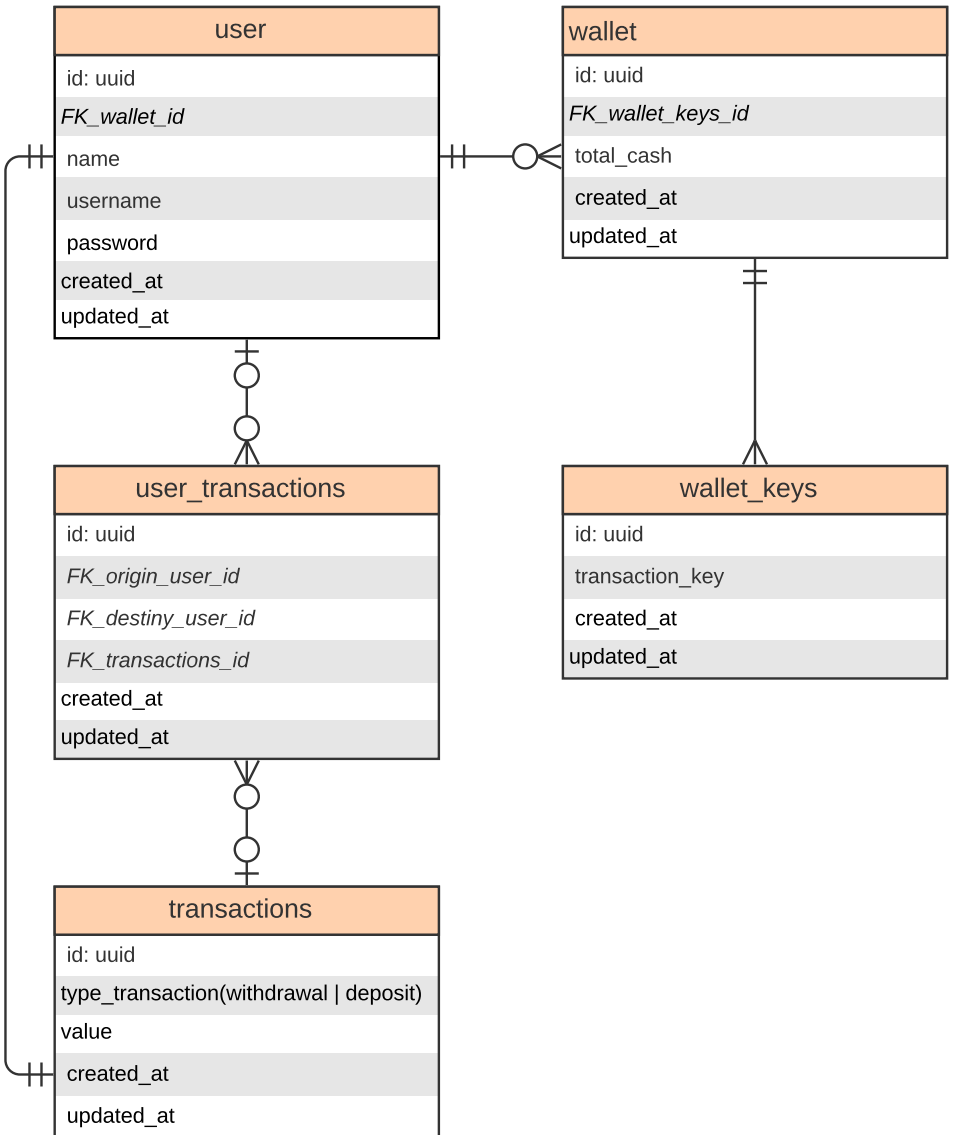 user
id: uuid
FK_wallet_id
name
username
password
created_at
updated_at
wallet
id: uuid
FK_wallet_keys_id
total_cash
created_at
updated_at
user_transactions
id: uuid
FK_origin_user_id
FK_destiny_user_id
FK_transactions_id
created_at
updated_at
wallet_keys
id: uuid
transaction_key
created_at
updated_at
transactions
id: uuid
type_transaction(withdrawal | deposit)
value
created_at
updated_at